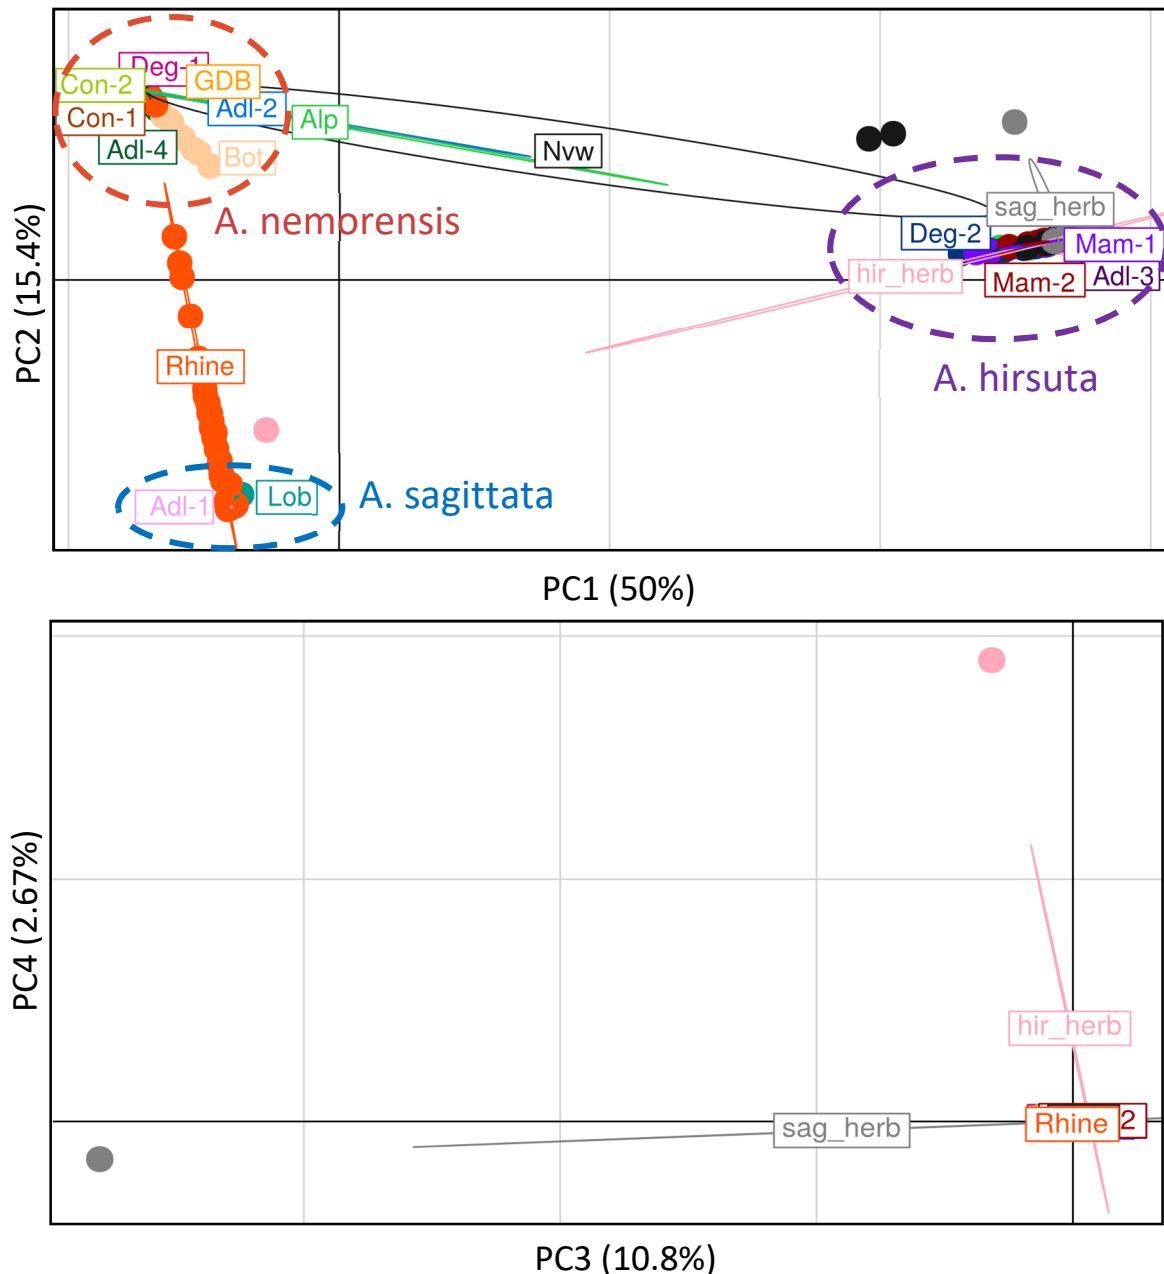 Deg-1
Con-2
GDB
Con-1
Adl-2
Alp
Adl-4
Bot
Nvw
A. nemorensis
sag_herb
Deg-2
Mam-1
hir_herb
Mam-2
Adl-3
PC2 (15.4%)
Rhine
A. hirsuta
Adl-1
Lob
A. sagittata
PC1 (50%)
PC4 (2.67%)
hir_herb
sag_herb
Rhine
2
PC3 (10.8%)